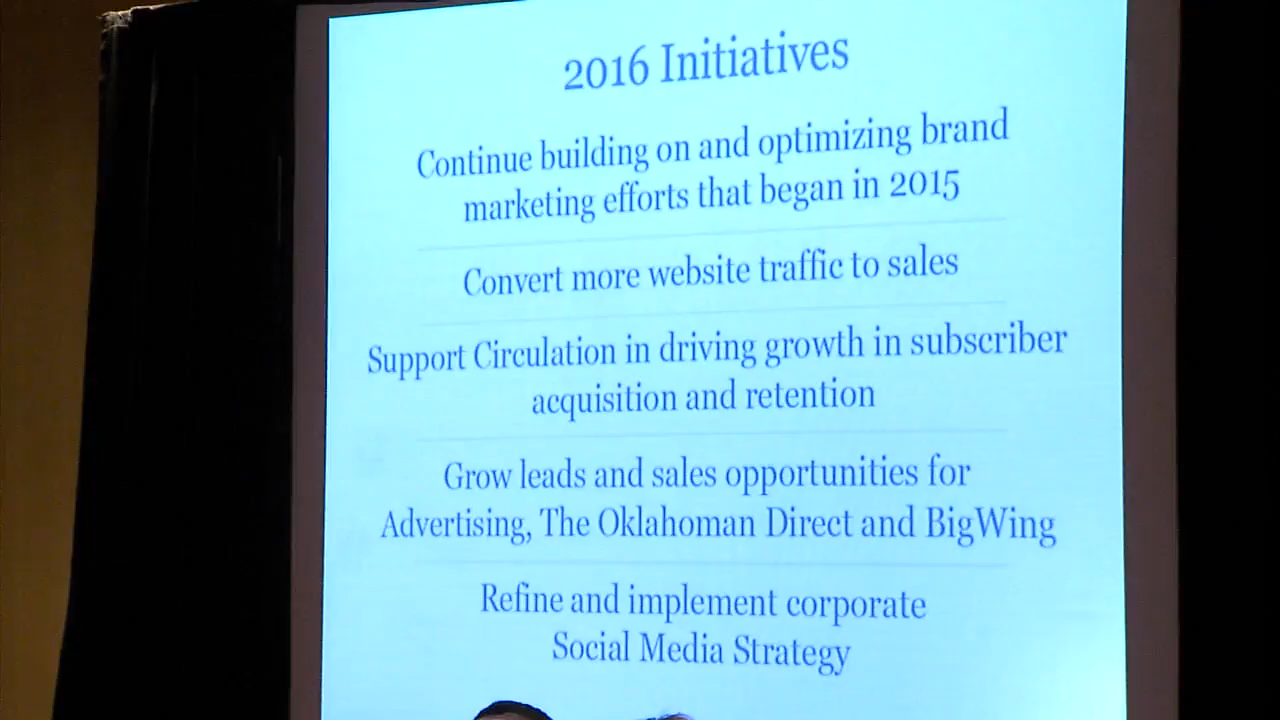 2016 Initiatives
Continue building on and optimizing brand
marketing efforts that began in 2015
Convert more website traffic to sales
Support Circulation in driving growth in subscriber
acquisition and retention
Grow leads and sales opportunities for
Advertising, The Oklahoman Direct and BigWing
Refine and implement corporate
Social Media Strategy